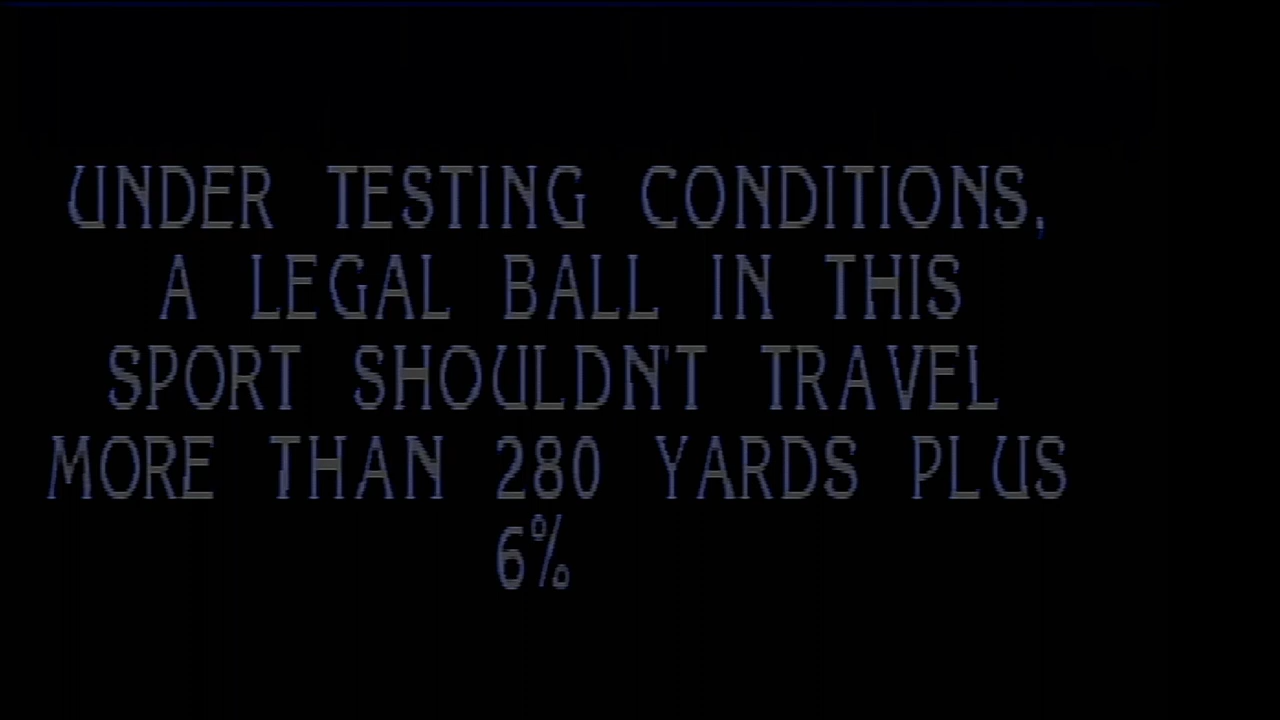 UNDER TESTING CONDITIONS,
A LEGAL BALL IN THIS
SPORT SHOULDN'T TRAVEL
MORE THAN 280 YARDS PLUS
6%